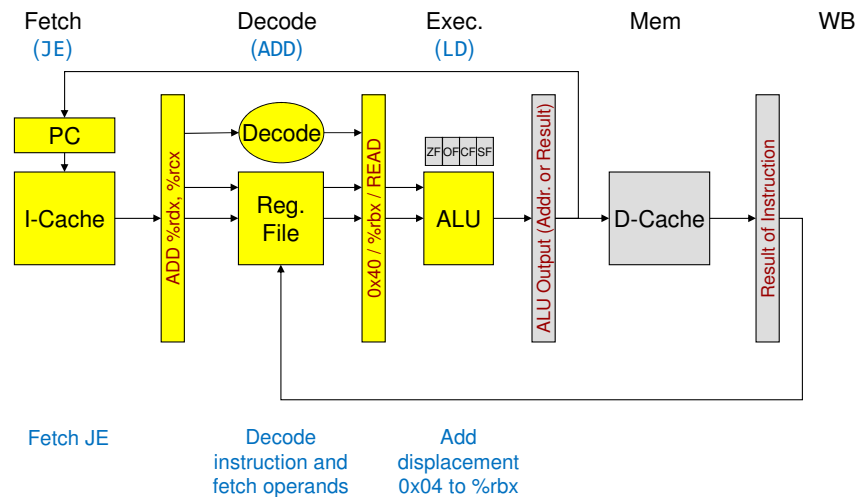 Fetch
(JE)
Decode
(ADD)
Exec.
(LD)
Mem
WB
PC
I-Cache
ADD %rdx, %rcx
Decode
Reg.
File
0x40 / %rbx / READ
ZF OF CF SF
ALU
ALU Output (Addr. or Result)
D-Cache
Result of Instruction
Fetch JE
Decode
instruction and
fetch operands
Add
displacement
0x04 to %rbx